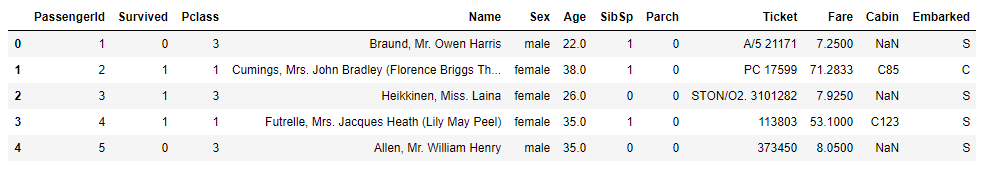 PassengerId Survived Pclass Name Sex Age SibSp Parch Ticket Fare Cabin Embarked
0 1 0 3 Braund, Mr. Owen Harris male 22.0 1 0 A/5 21171 7.2500 NaN S
1 2 1 1 Cumings, Mrs. John Bradley (Florence Briggs Th... female 38.0 1 0 PC 17599 71.2833 C85 C
2 3 1 3 Heikkinen, Miss. Laina female 26.0 0 0 STON/O2. 3101282 7.9250 NaN S
3 4 1 1 Futrelle, Mrs. Jacques Heath (Lily May Peel) female 35.0 1 0 113803 53.1000 C123 S
4 5 0 3 Allen, Mr. William Henry male 35.0 0 0 373450 8.0500 NaN S